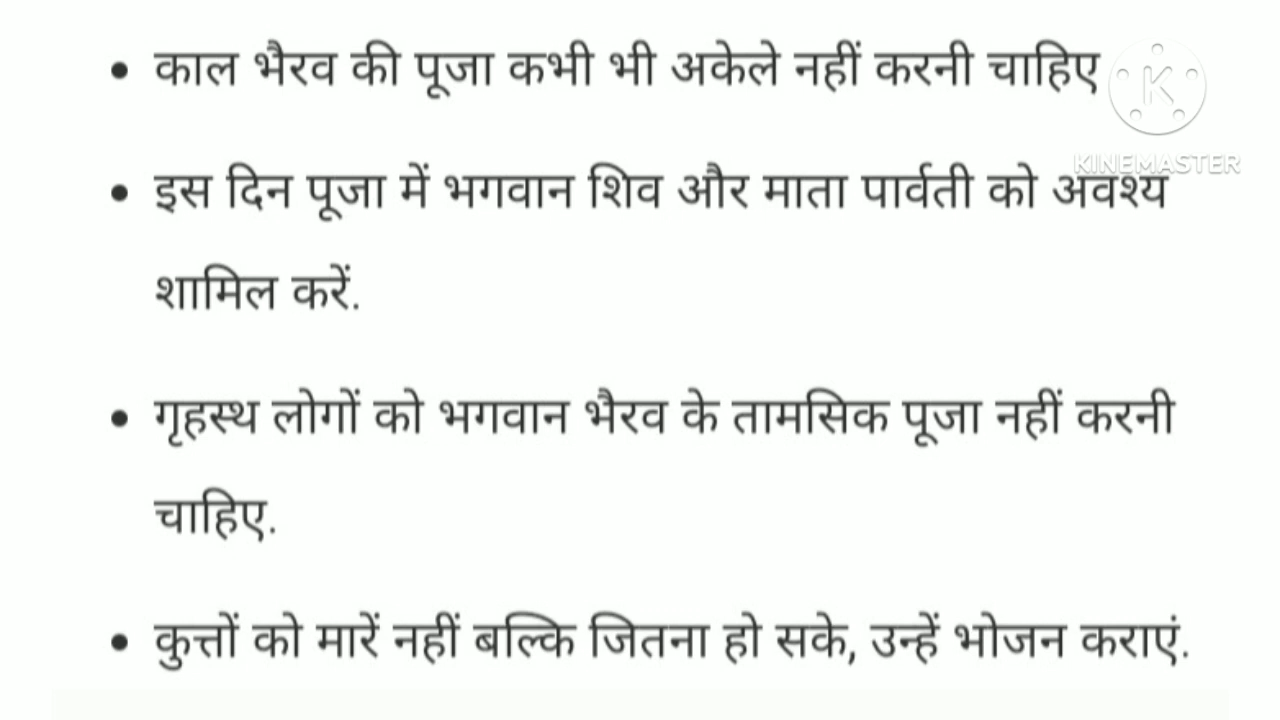 • काल भैरव की पूजा कभी भी अकेले नहीं करनी चाहिए
• इस दिन पूजा में भगवान शिव और माता पार्वती को अवश्य
शामिल करें.
• गृहस्थ लोगों को भगवान भैरव के तामसिक पूजा नहीं करनी
चाहिए.
• कुत्तों को मारें नहीं बल्कि जितना हो सके, उन्हें भोजन कराएं.
K
KINEMASTER